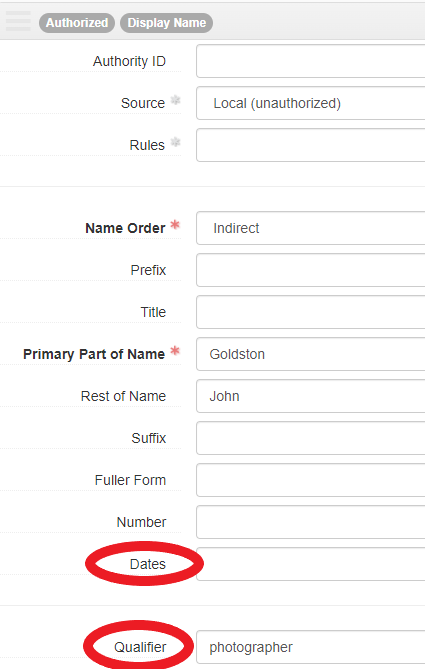 Authorized Display Name
Authority ID
Source Local (unauthorized)
Rules
Name Order * Indirect
Prefix
Title
Primary Part of Name * Goldston
Rest of Name John
Suffix
Fuller Form
Number
Dates
Qualifier photographer